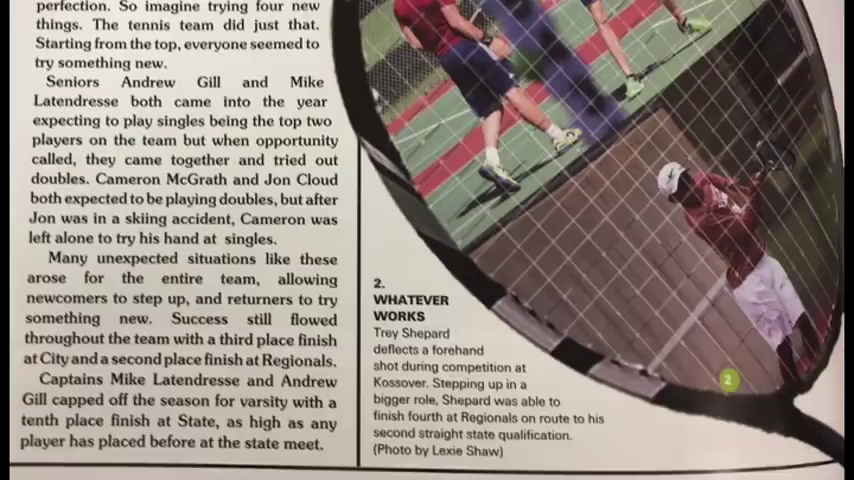 perfection. So imagine trying four new
things. The tennis team did just that.
Starting from the top, everyone seemed to
try something new.
Seniors Andrew Gill and Mike
Latendresse both came into the year
expecting to play singles being the top two
players on the team but when opportunity
called, they came together and tried out
doubles. Cameron McGrath and Jon Cloud
both expected to be playing doubles, but after
Jon was in a skiing accident, Cameron was
left alone to try his hand at singles.
Many unexpected situations like these
arose for the entire team, allowing
newcomers to step up, and returners to try
something new. Success still flowed
throughout the team with a third place finish
at City and a second place finish at Regionals.
Captains Mike Latendresse and Andrew
Gill capped off the season for varsity with a
tenth place finish at State, as high as any
player has placed before at the state meet.
2.
WHATEVER
WORKS
Trey Shepard
deflects a forehand
shot during competition at
Kossover. Stepping up in a
bigger role, Shepard was able to
finish fourth at Regionals on route to his
second straight state qualification.
(Photo by Lexie Shaw)
2